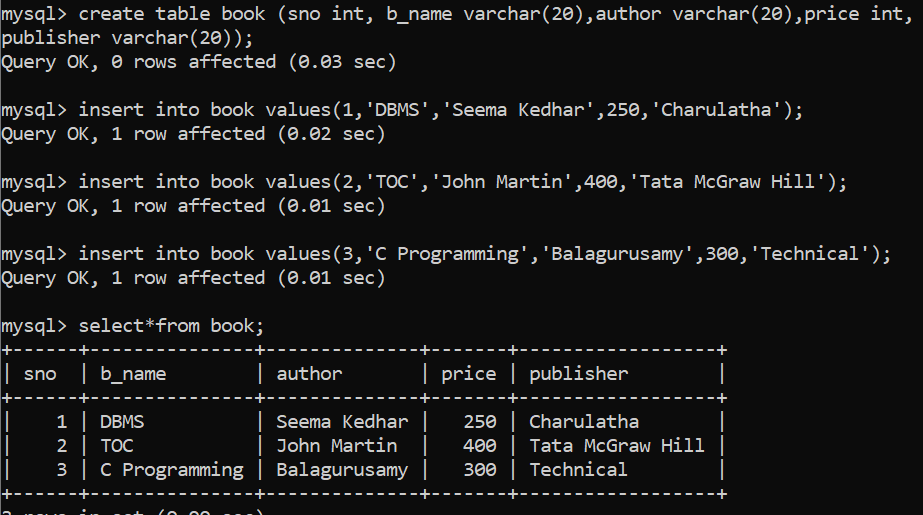 mysql> create table book (sno int, b_name varchar(20),author varchar(20),price int,
publisher varchar(20));
Query OK, 0 rows affected (0.03 sec)
mysql> insert into book values(1,'DBMS','Seema Kedhar',250,'Charulatha');
Query OK, 1 row affected (0.02 sec)
mysql> insert into book values(2,'TOC','John Martin',400,'Tata McGraw Hill');
Query OK, 1 row affected (0.01 sec)
mysql> insert into book values(3,'C Programming','Balagurusamy',300,'Technical');
Query OK, 1 row affected (0.01 sec)
mysql> select*from book;
+------+---------------+--------------+-------+------------------+
| sno  | b_name        | author       | price | publisher        |
+------+---------------+--------------+-------+------------------+
|    1 | DBMS          | Seema Kedhar |   250 | Charulatha       |
|    2 | TOC           | John Martin  |   400 | Tata McGraw Hill |
|    3 | C Programming | Balagurusamy |   300 | Technical        |
+------+---------------+--------------+-------+------------------+